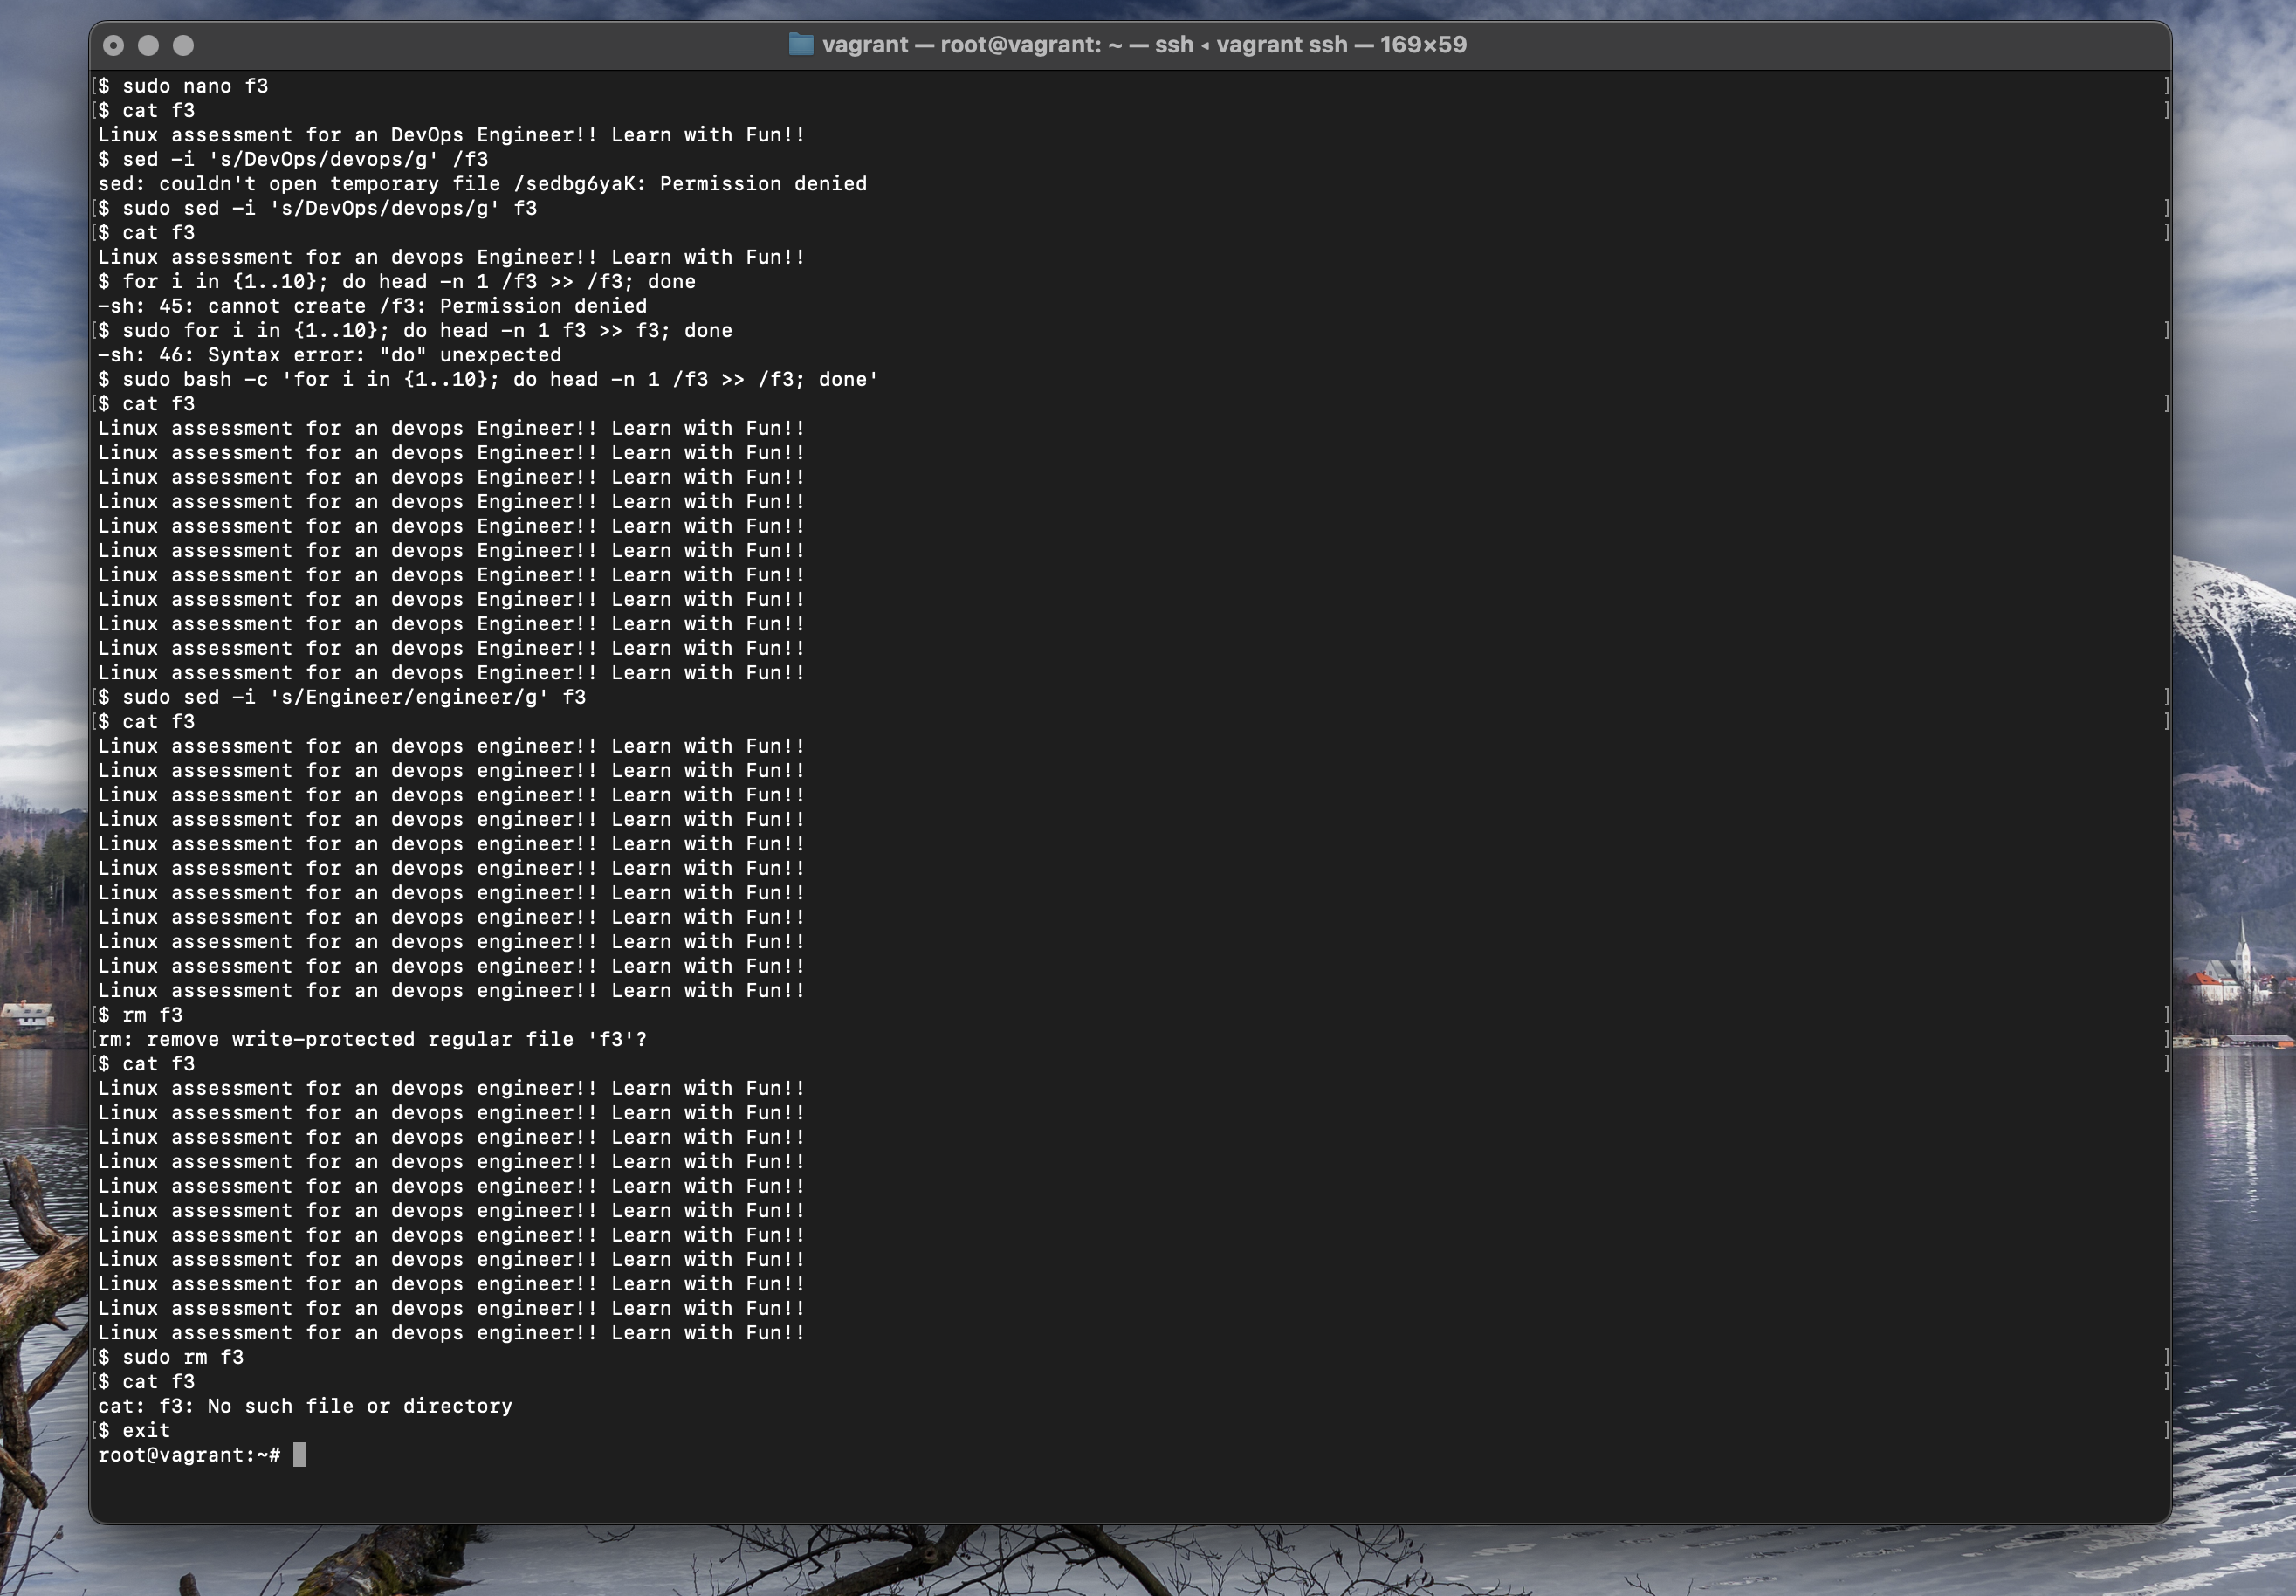 vagrant — root@vagrant: ~ — ssh ◂ vagrant ssh — 169×59
[$ sudo nano f3 ]
[$ cat f3 ]
Linux assessment for an DevOps Engineer!! Learn with Fun!!
$ sed -i 's/DevOps/devops/g' /f3
sed: couldn't open temporary file /sedbg6yaK: Permission denied
[$ sudo sed -i 's/DevOps/devops/g' f3 ]
[$ cat f3 ]
Linux assessment for an devops Engineer!! Learn with Fun!!
$ for i in {1..10}; do head -n 1 /f3 >> /f3; done
-sh: 45: cannot create /f3: Permission denied
[$ sudo for i in {1..10}; do head -n 1 f3 >> f3; done ]
-sh: 46: Syntax error: "do" unexpected
$ sudo bash -c 'for i in {1..10}; do head -n 1 /f3 >> /f3; done'
[$ cat f3 ]
Linux assessment for an devops Engineer!! Learn with Fun!!
Linux assessment for an devops Engineer!! Learn with Fun!!
Linux assessment for an devops Engineer!! Learn with Fun!!
Linux assessment for an devops Engineer!! Learn with Fun!!
Linux assessment for an devops Engineer!! Learn with Fun!!
Linux assessment for an devops Engineer!! Learn with Fun!!
Linux assessment for an devops Engineer!! Learn with Fun!!
Linux assessment for an devops Engineer!! Learn with Fun!!
Linux assessment for an devops Engineer!! Learn with Fun!!
Linux assessment for an devops Engineer!! Learn with Fun!!
Linux assessment for an devops Engineer!! Learn with Fun!!
[$ sudo sed -i 's/Engineer/engineer/g' f3 ]
[$ cat f3 ]
Linux assessment for an devops engineer!! Learn with Fun!!
Linux assessment for an devops engineer!! Learn with Fun!!
Linux assessment for an devops engineer!! Learn with Fun!!
Linux assessment for an devops engineer!! Learn with Fun!!
Linux assessment for an devops engineer!! Learn with Fun!!
Linux assessment for an devops engineer!! Learn with Fun!!
Linux assessment for an devops engineer!! Learn with Fun!!
Linux assessment for an devops engineer!! Learn with Fun!!
Linux assessment for an devops engineer!! Learn with Fun!!
Linux assessment for an devops engineer!! Learn with Fun!!
Linux assessment for an devops engineer!! Learn with Fun!!
[$ rm f3 ]
[rm: remove write-protected regular file 'f3'? ]
[$ cat f3 ]
Linux assessment for an devops engineer!! Learn with Fun!!
Linux assessment for an devops engineer!! Learn with Fun!!
Linux assessment for an devops engineer!! Learn with Fun!!
Linux assessment for an devops engineer!! Learn with Fun!!
Linux assessment for an devops engineer!! Learn with Fun!!
Linux assessment for an devops engineer!! Learn with Fun!!
Linux assessment for an devops engineer!! Learn with Fun!!
Linux assessment for an devops engineer!! Learn with Fun!!
Linux assessment for an devops engineer!! Learn with Fun!!
Linux assessment for an devops engineer!! Learn with Fun!!
Linux assessment for an devops engineer!! Learn with Fun!!
[$ sudo rm f3 ]
[$ cat f3 ]
cat: f3: No such file or directory
[$ exit ]
root@vagrant:~#